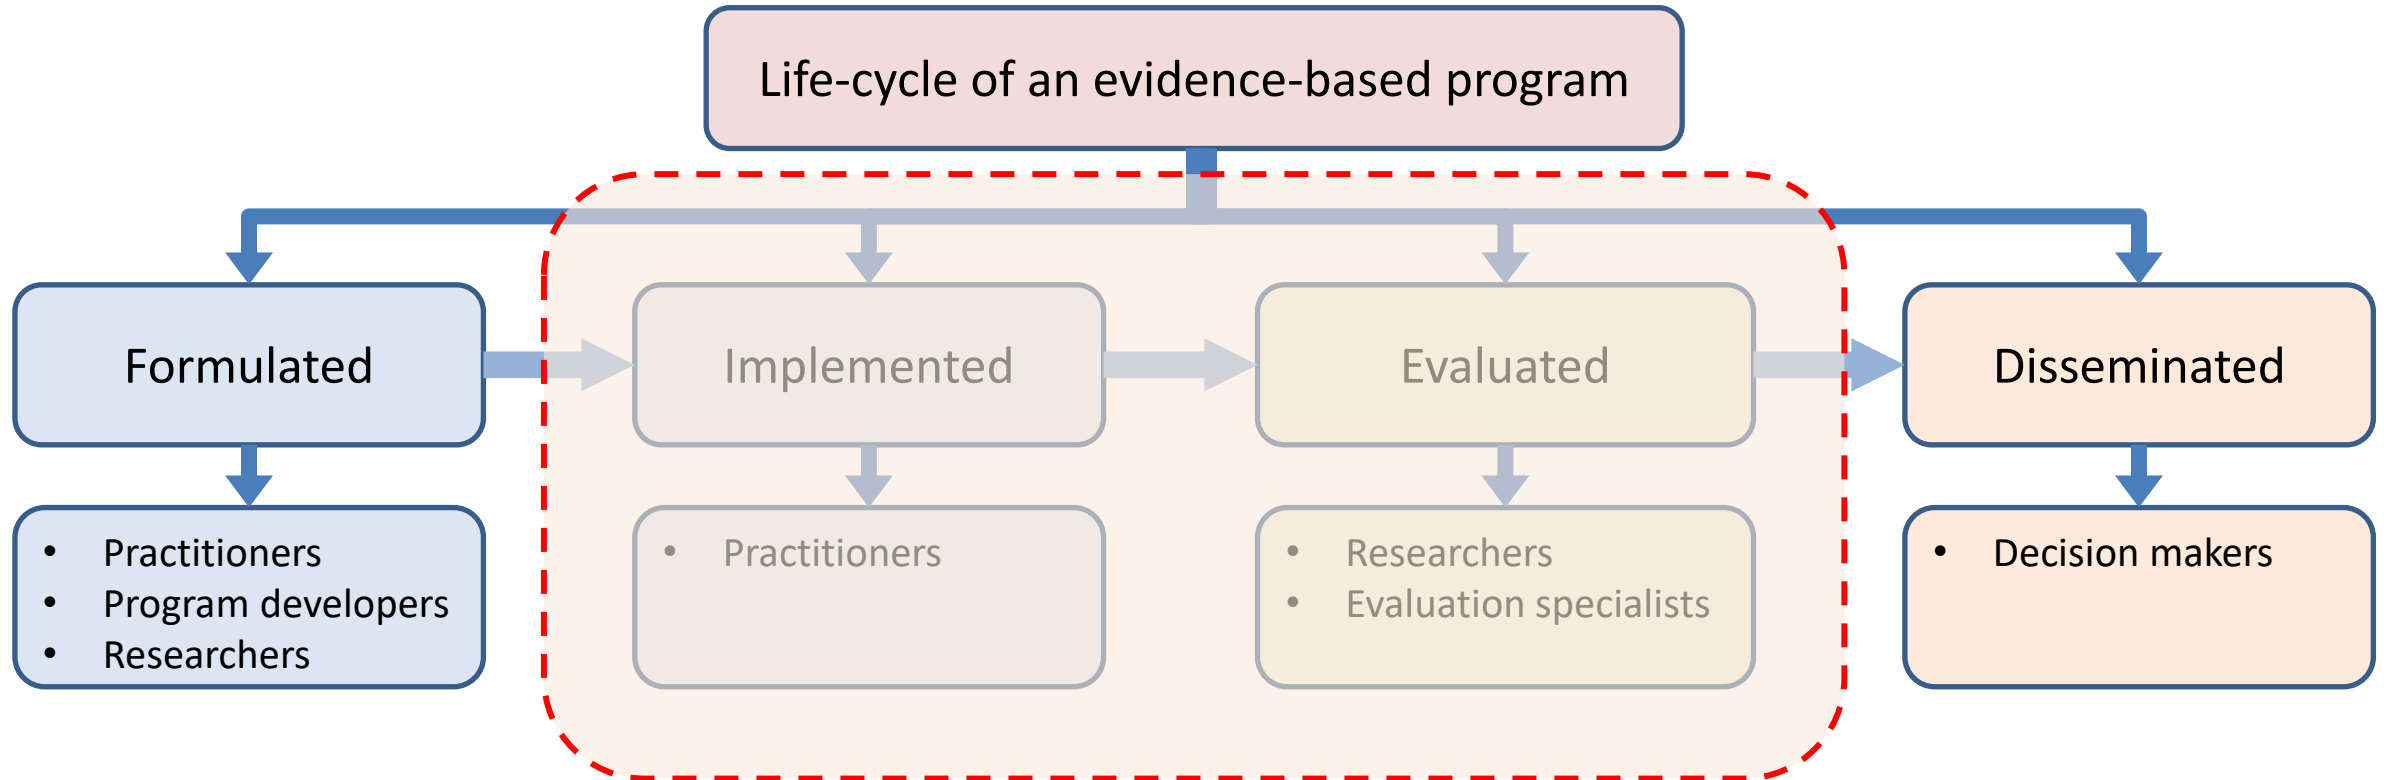 Life-cycle of an evidence-based program
Formulated
Implemented
Evaluated
Disseminated
• Practitioners
• Program developers
• Researchers
• Practitioners
• Researchers
• Evaluation specialists
• Decision makers